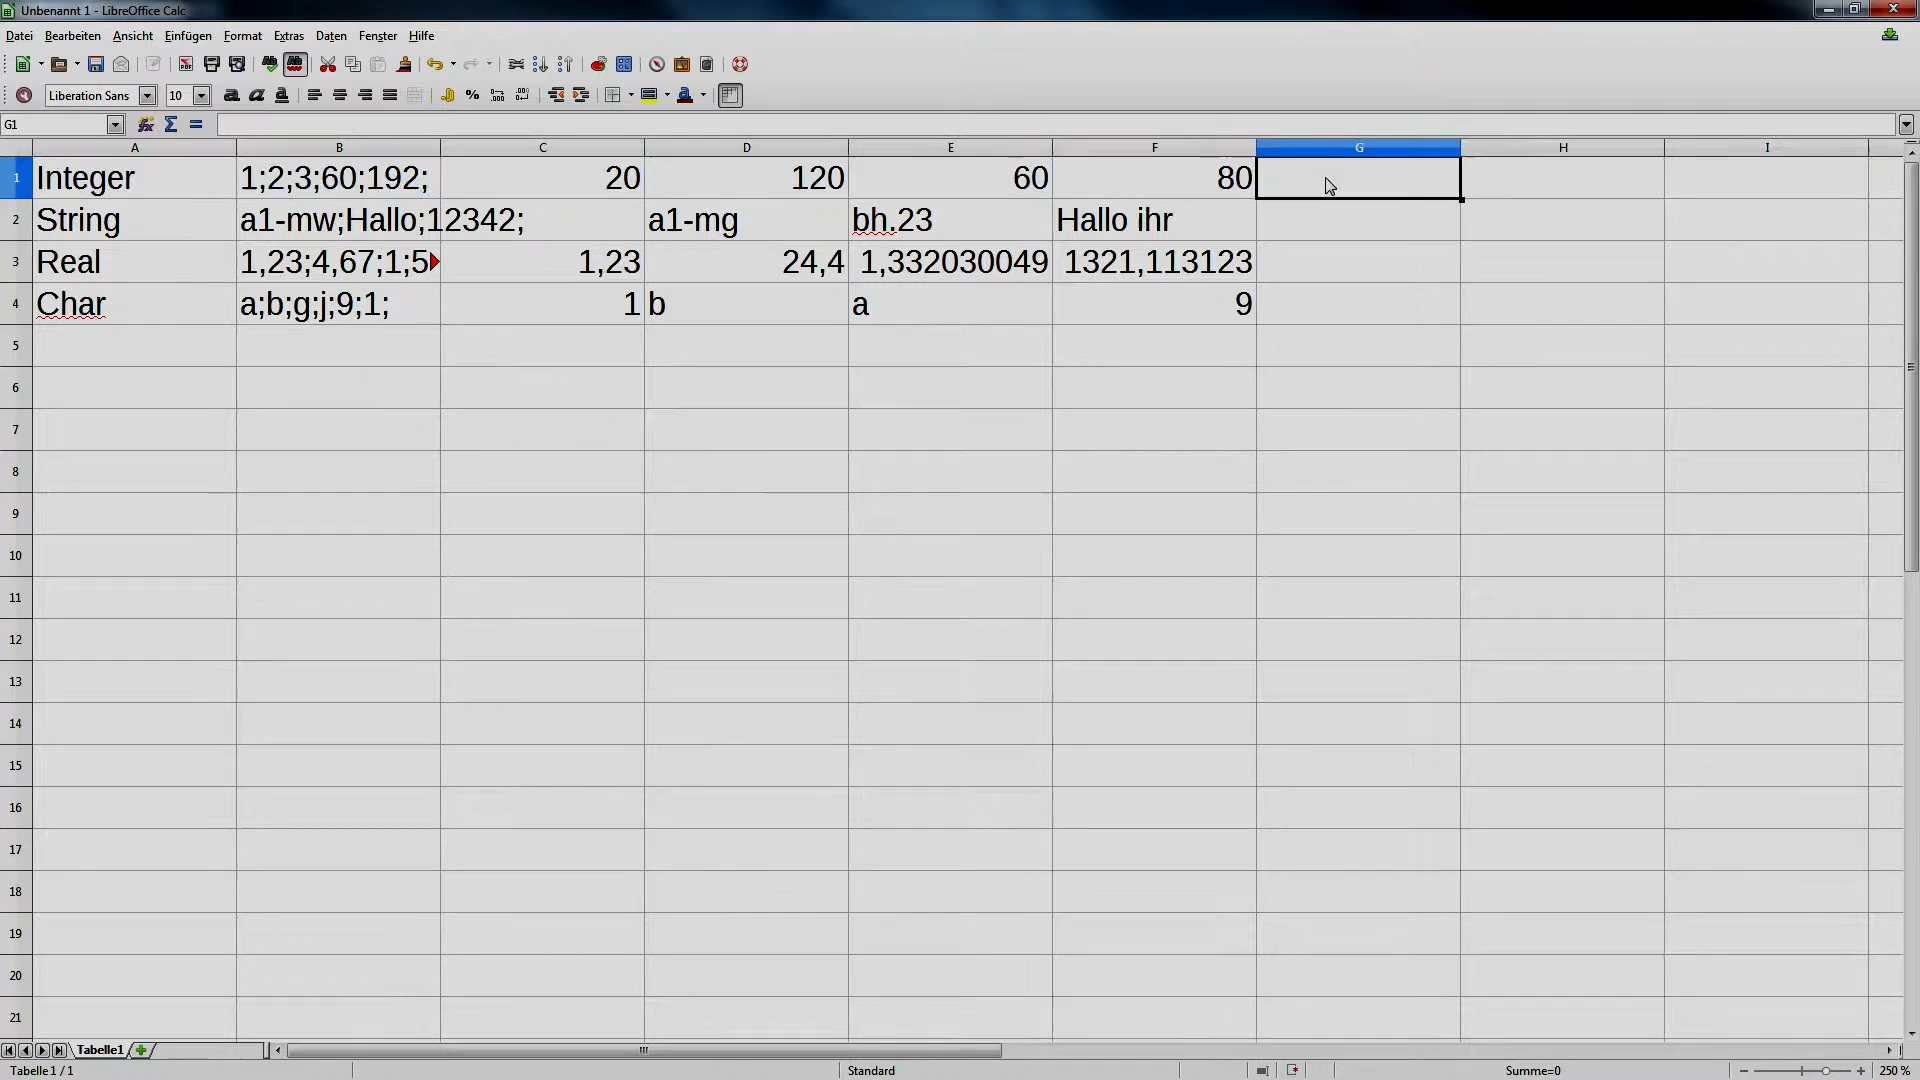 Unbenannt 1 - LibreOffice Calc
Datei Bearbeiten Ansicht Einfügen Format Extras Daten Fenster Hilfe
Liberation Sans 10
G1
A B C D E F G H I
1 Integer 1;2;3;60;192; 20 120 60 80
2 String a1-mw;Hallo;12342; a1-mg bh.23 Hallo ihr
3 Real 1,23;4,67;1;5 1,23 24,4 1,332030049 1321,113123
4 Char a;b;g;j;9;1; 1 b a 9
5
6
7
8
9
10
11
12
13
14
15
16
17
18
19
20
21
Tabelle1
Tabelle 1 / 1 Standard Summe=0 250 %